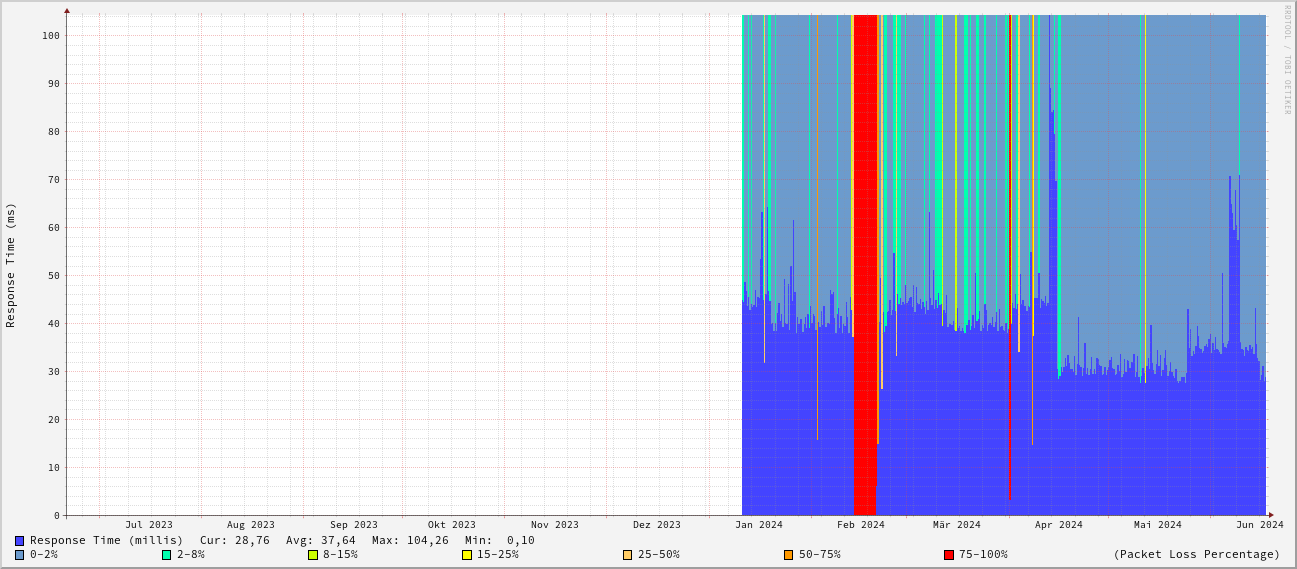 RRDTOOL / TOBI OETIKER
Response Time (ms)
100
90
80
70
60
50
40
30
20
10
0
Jul 2023 Aug 2023 Sep 2023 Okt 2023 Nov 2023 Dez 2023 Jan 2024 Feb 2024 Mär 2024 Apr 2024 Mai 2024 Jun 2024
Response Time (millis) Cur: 28,76 Avg: 37,64 Max: 104,26 Min: 0,10
0-2% 2-8% 8-15% 15-25% 25-50% 50-75% 75-100% (Packet Loss Percentage)